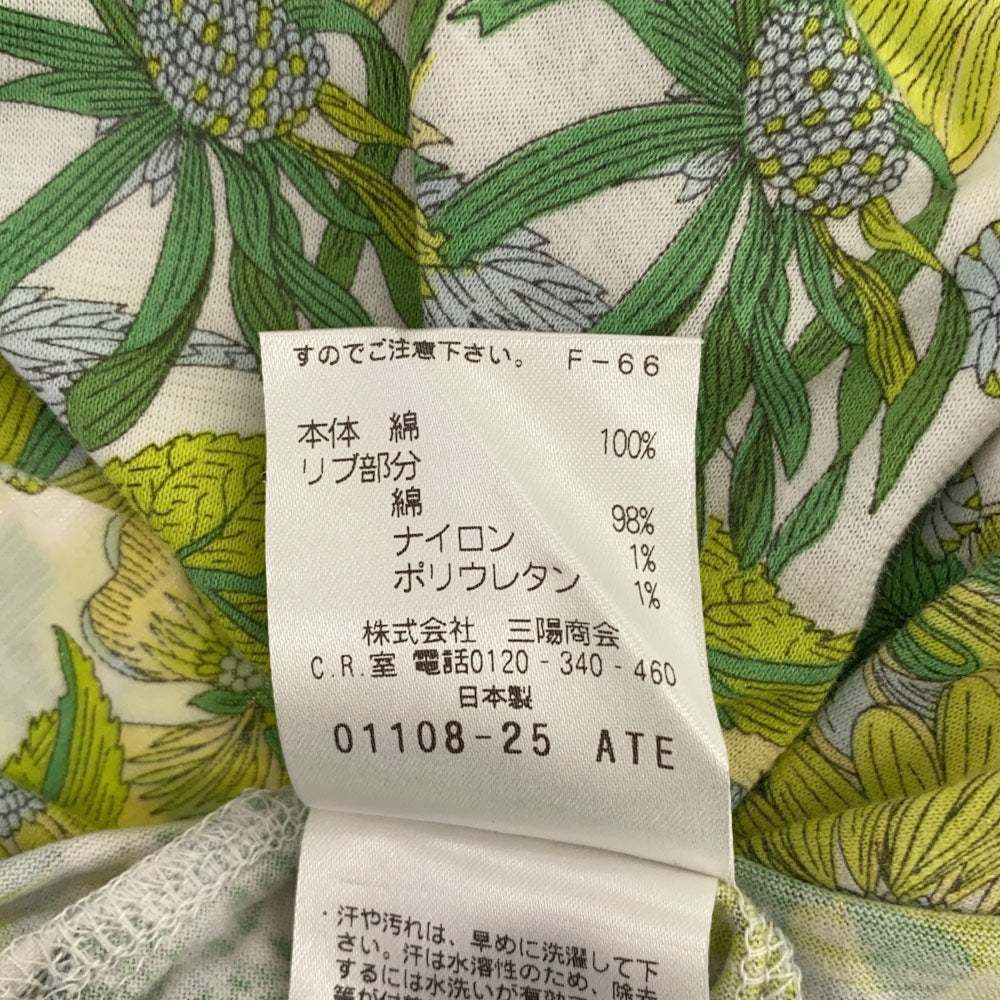 すのでご注意下さい。 F-66
本体 綿 100%
リブ部分
綿 98%
ナイロン 1%
ポリウレタン 1%
株式会社 三陽商会
C.R.室 電話0120-340-460
日本製
01108-25 ATE
・汗や汚れは、早めに洗濯して下
さい。汗は水溶性のため、除去
するには水洗いが有効